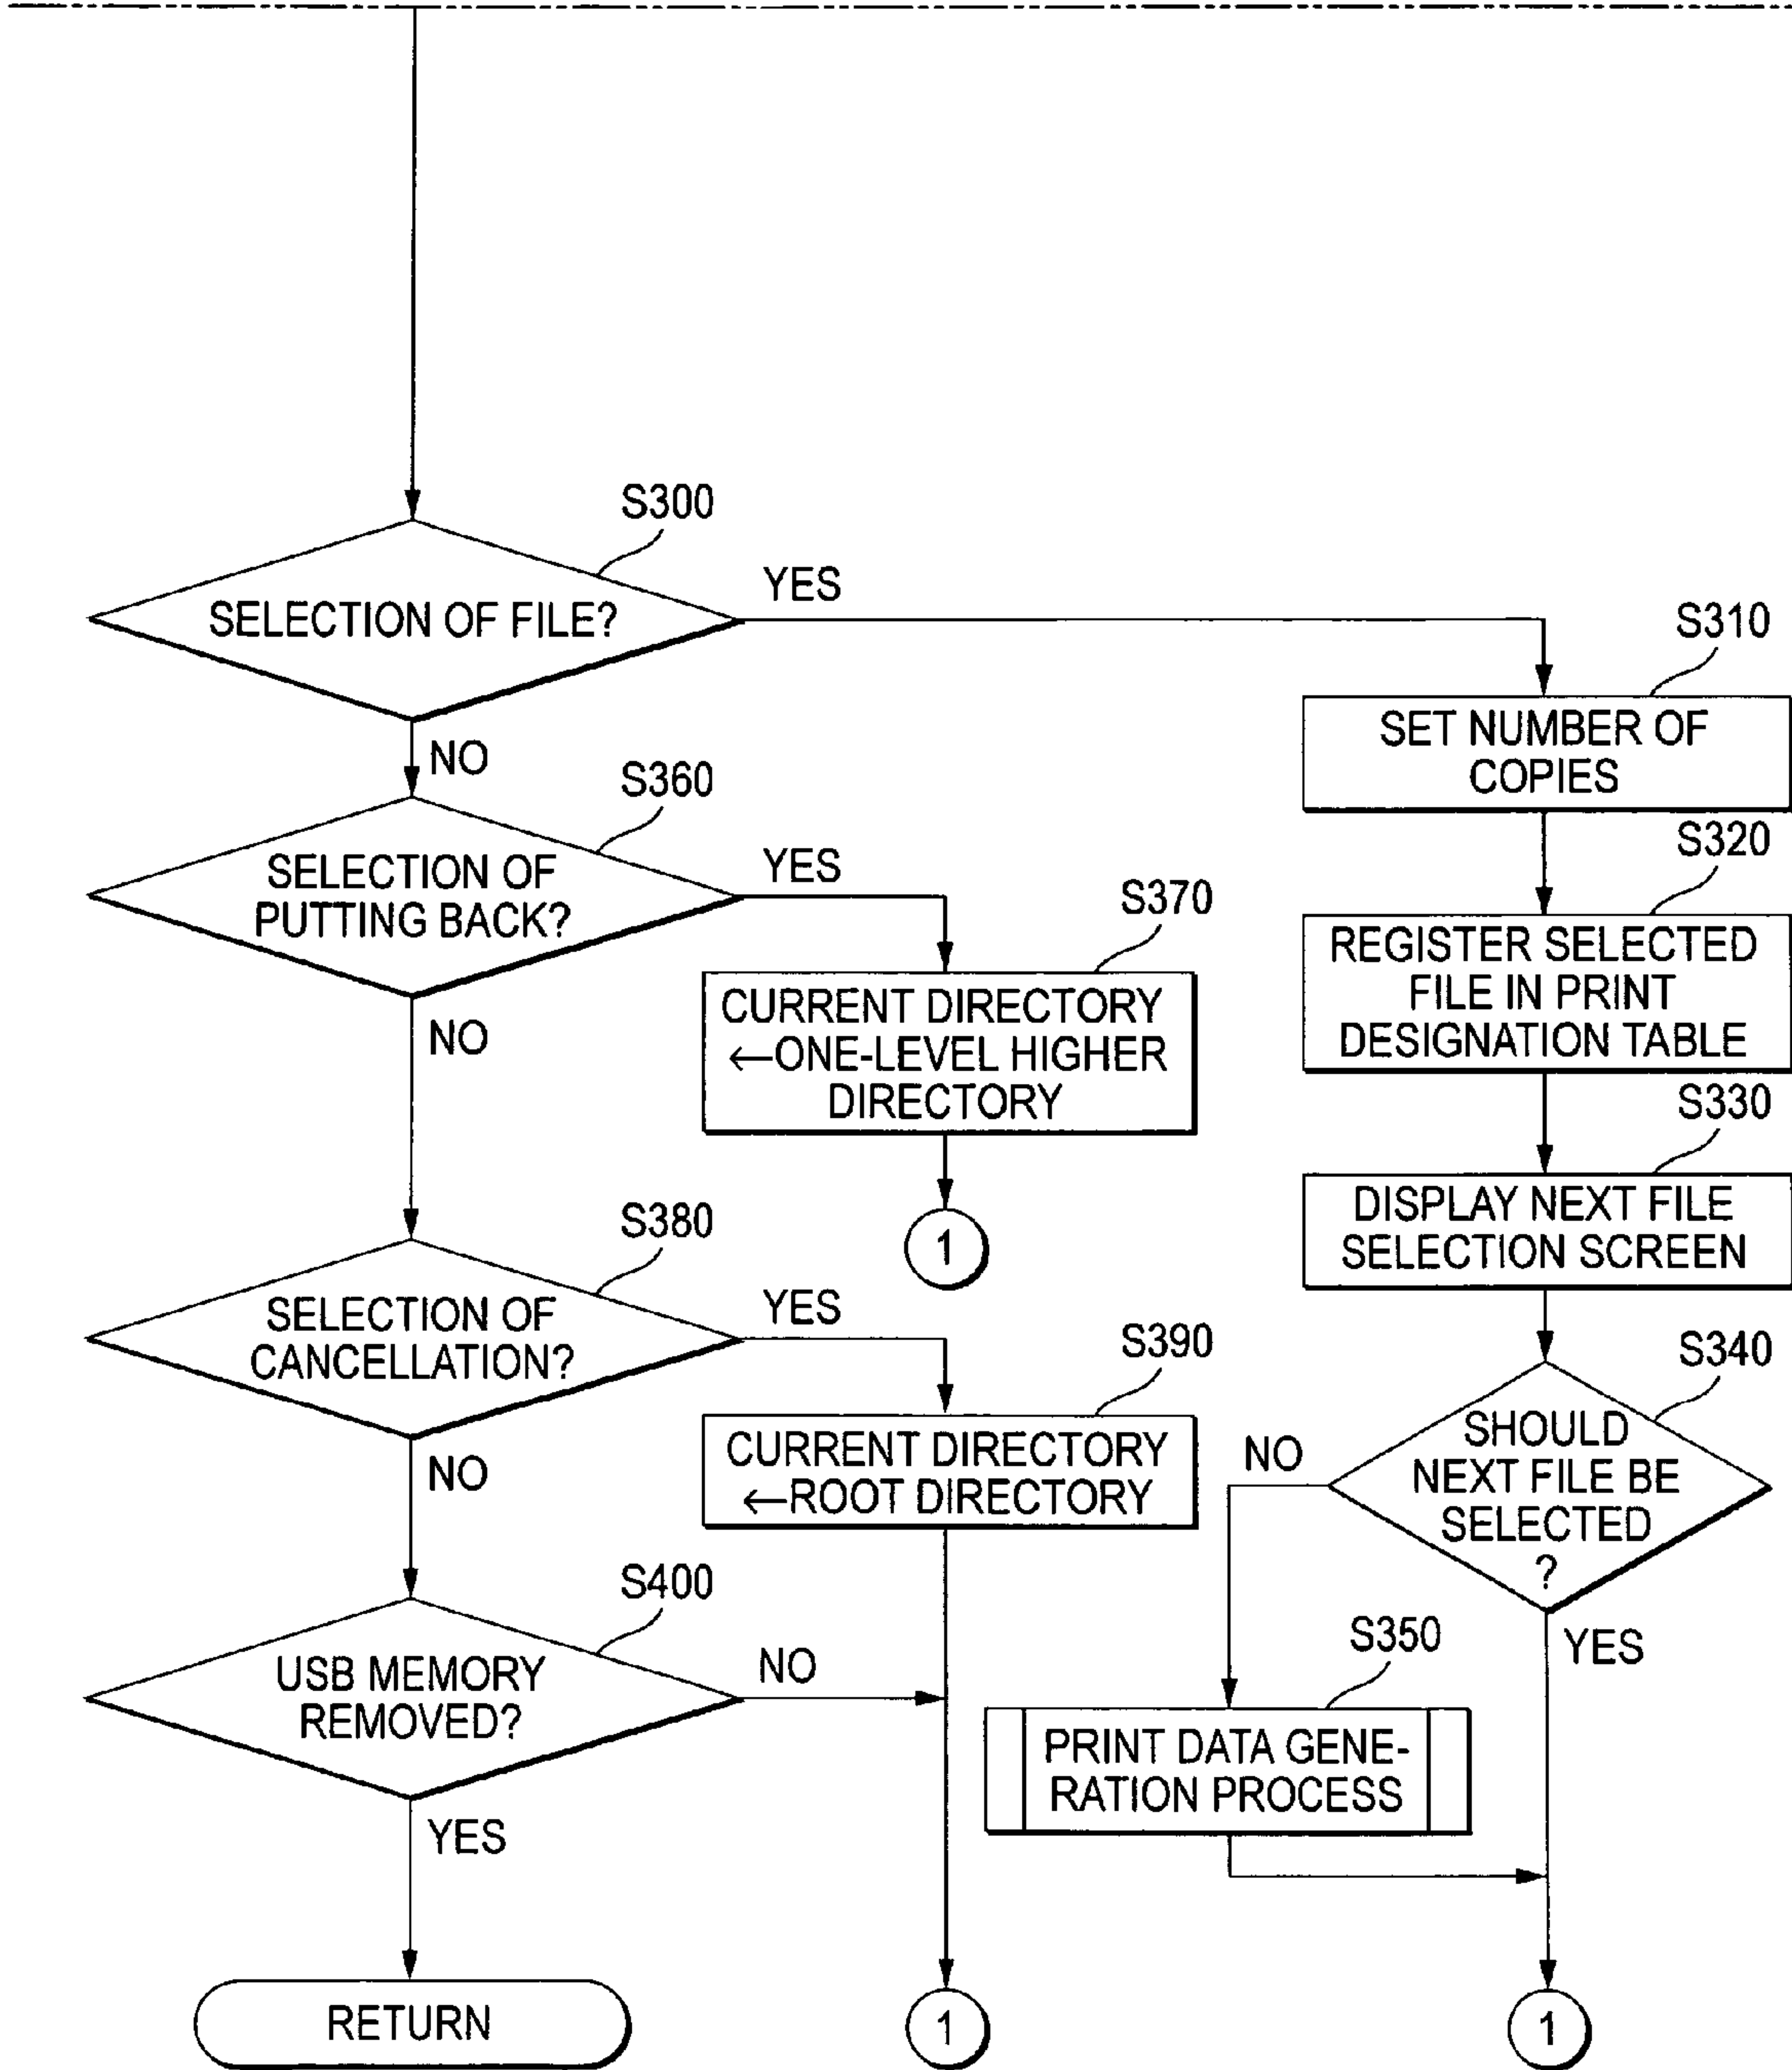 S300
SELECTION OF FILE?
YES
NO
S310
SET NUMBER OF
COPIES
S360
SELECTION OF
PUTTING BACK?
YES
NO
S320
REGISTER SELECTED
FILE IN PRINT
DESIGNATION TABLE
S370
CURRENT DIRECTORY
←ONE-LEVEL HIGHER
DIRECTORY
1
S330
DISPLAY NEXT FILE
SELECTION SCREEN
S380
SELECTION OF
CANCELLATION?
YES
NO
S390
CURRENT DIRECTORY
←ROOT DIRECTORY
S340
SHOULD
NEXT FILE BE
SELECTED
?
NO
YES
S400
USB MEMORY
REMOVED?
NO
YES
S350
PRINT DATA GENE-
RATION PROCESS
RETURN
1
1